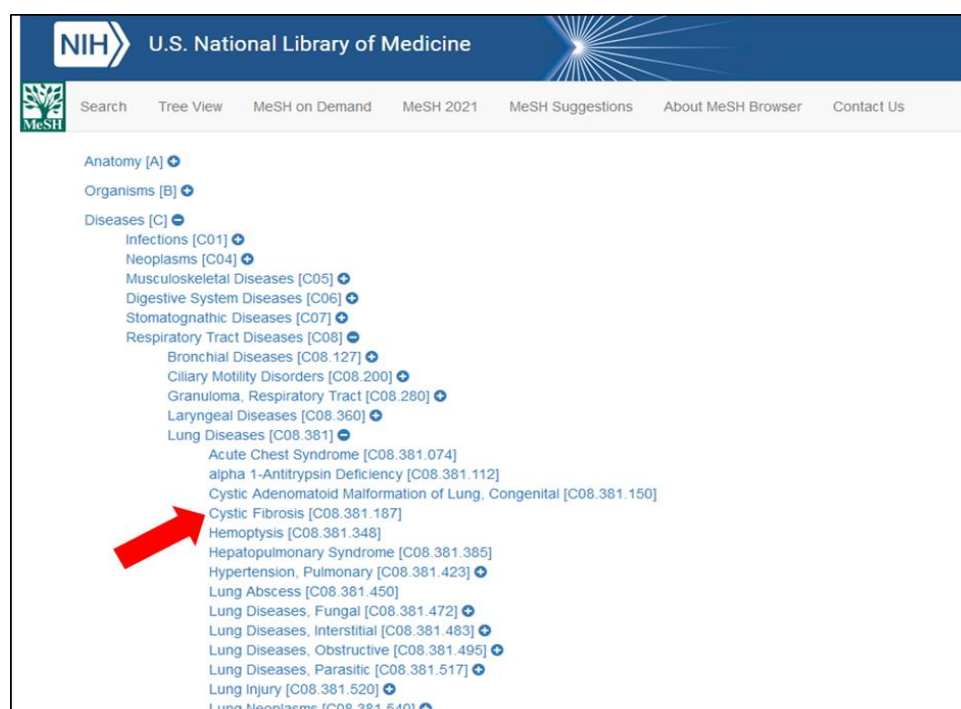 NIH U.S. National Library of Medicine
MeSH Search Tree View MeSH on Demand MeSH 2021 MeSH Suggestions About MeSH Browser Contact Us
Anatomy [A]
Organisms [B]
Diseases [C]
Infections [C01]
Neoplasms [C04]
Musculoskeletal Diseases [C05]
Digestive System Diseases [C06]
Stomatognathic Diseases [C07]
Respiratory Tract Diseases [C08]
Bronchial Diseases [C08.127]
Ciliary Motility Disorders [C08.200]
Granuloma, Respiratory Tract [C08.280]
Laryngeal Diseases [C08.360]
Lung Diseases [C08.381]
Acute Chest Syndrome [C08.381.074]
alpha 1-Antitrypsin Deficiency [C08.381.112]
Cystic Adenomatoid Malformation of Lung, Congenital [C08.381.150]
Cystic Fibrosis [C08.381.187]
Hemoptysis [C08.381.348]
Hepatopulmonary Syndrome [C08.381.385]
Hypertension, Pulmonary [C08.381.423]
Lung Abscess [C08.381.450]
Lung Diseases, Fungal [C08.381.472]
Lung Diseases, Interstitial [C08.381.483]
Lung Diseases, Obstructive [C08.381.495]
Lung Diseases, Parasitic [C08.381.517]
Lung Injury [C08.381.520]
Lung Neoplasms [C08.381.540]